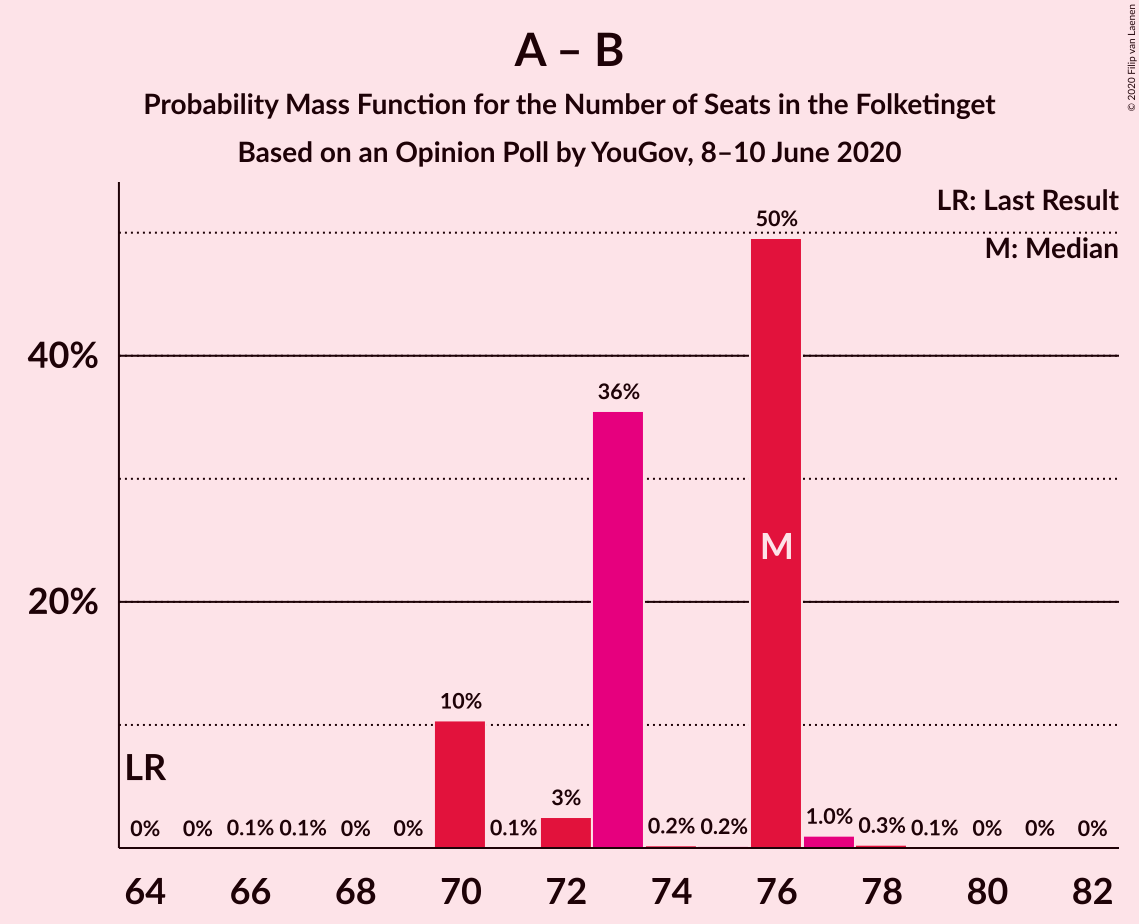 A – B
Probability Mass Function for the Number of Seats in the Folketinget
Based on an Opinion Poll by YouGov, 8–10 June 2020
© 2020 Filip van Laenen
LR: Last Result
M: Median
50%
40%
36%
M
20%
10%
LR
3%
0% 0% 0.1% 0.1% 0% 0% 0.1% 0.2% 0.2% 1.0% 0.3% 0.1% 0% 0% 0%
64 66 68 70 72 74 76 78 80 82